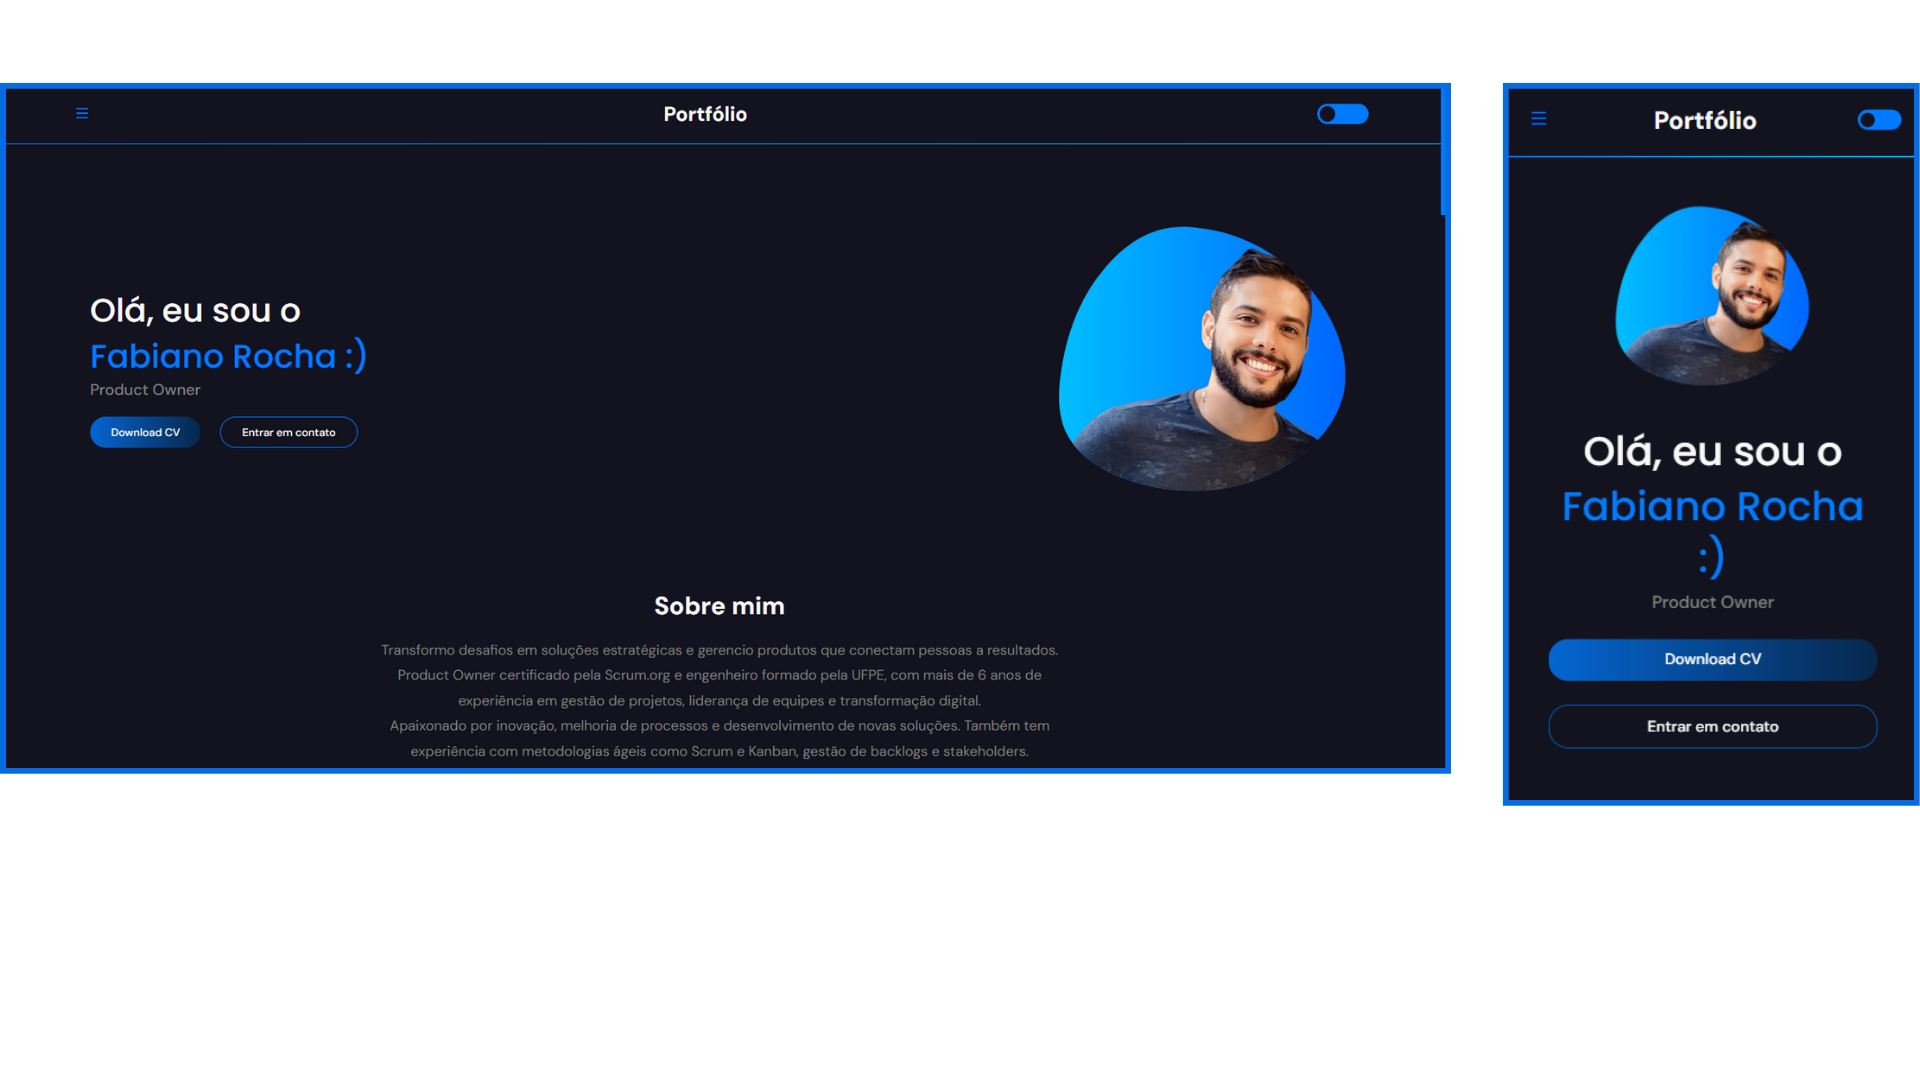 Portfólio
Olá, eu sou o
Fabiano Rocha :)
Product Owner
Download CV
Entrar em contato
Sobre mim
Transformo desafios em soluções estratégicas e gerencio produtos que conectam pessoas a resultados.
Product Owner certificado pela Scrum.org e engenheiro formado pela UFPE, com mais de 6 anos de
experiência em gestão de projetos, liderança de equipes e transformação digital.
Apaixonado por inovação, melhoria de processos e desenvolvimento de novas soluções. Também tem
experiência com metodologias ágeis como Scrum e Kanban, gestão de backlogs e stakeholders.
Portfólio
Olá, eu sou o
Fabiano Rocha
:)
Product Owner
Download CV
Entrar em contato